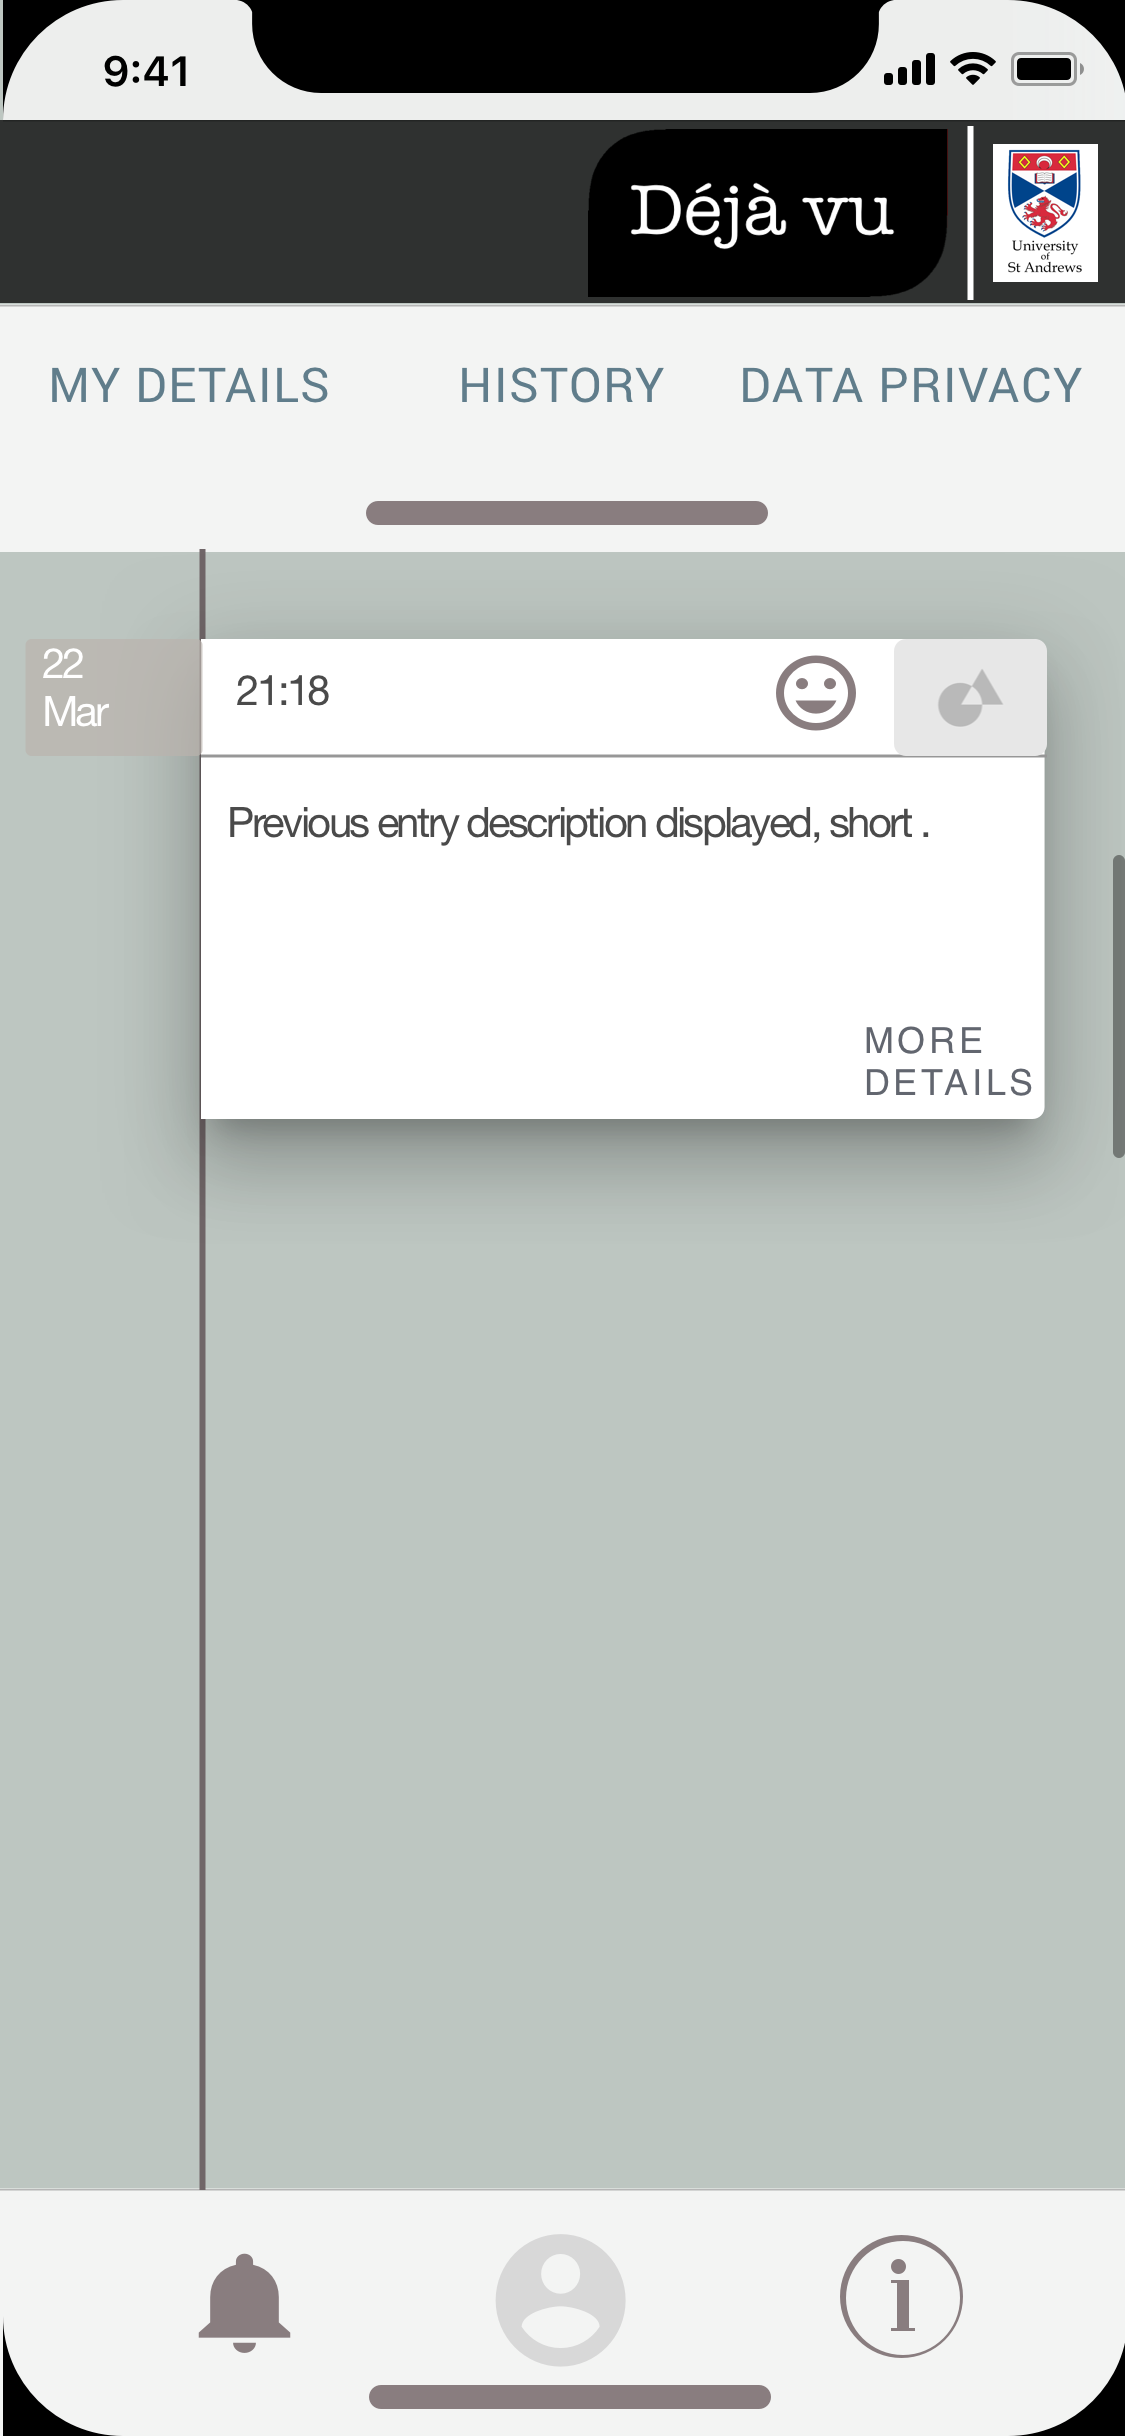 9:41
Déjà vu
University
of
St Andrews
MY DETAILS
HISTORY
DATA PRIVACY
22
Mar
21:18
Previous entry description displayed, short .
MORE
DETAILS
i